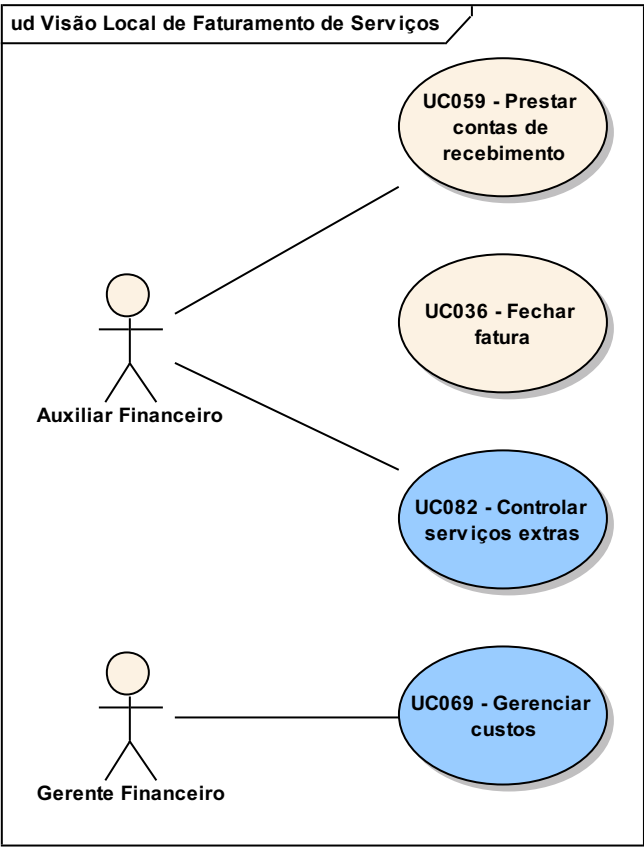 ud Visão Local de Faturamento de Serviços
UC059 - Prestar
contas de
recebimento
UC036 - Fechar
fatura
Auxiliar Financeiro
UC082 - Controlar
serviços extras
UC069 - Gerenciar
custos
Gerente Financeiro